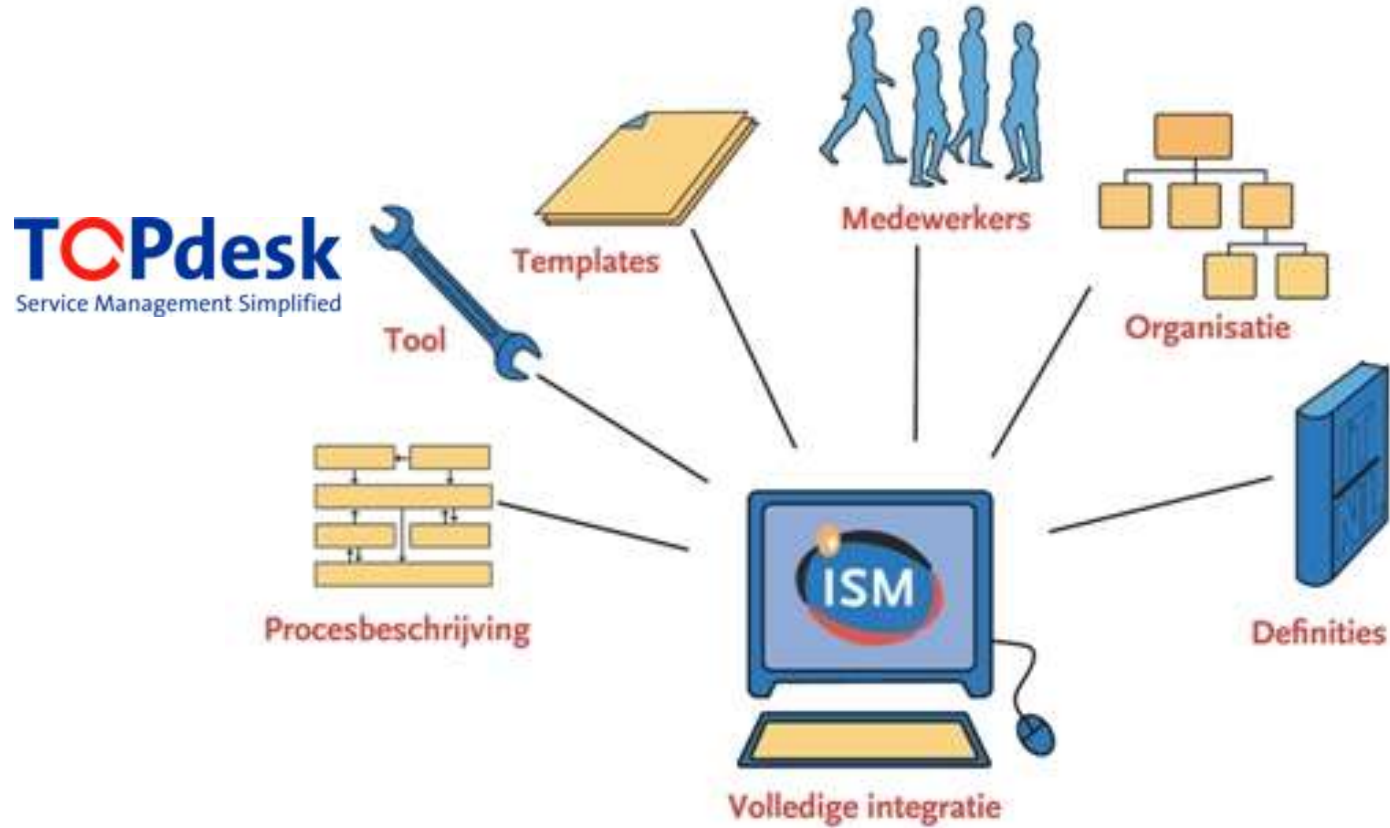 Medewerkers
TOPdesk
Service Management Simplified
Templates
Organisatie
Tool
ISM
Procesbeschrijving
Definities
Volledige integratie